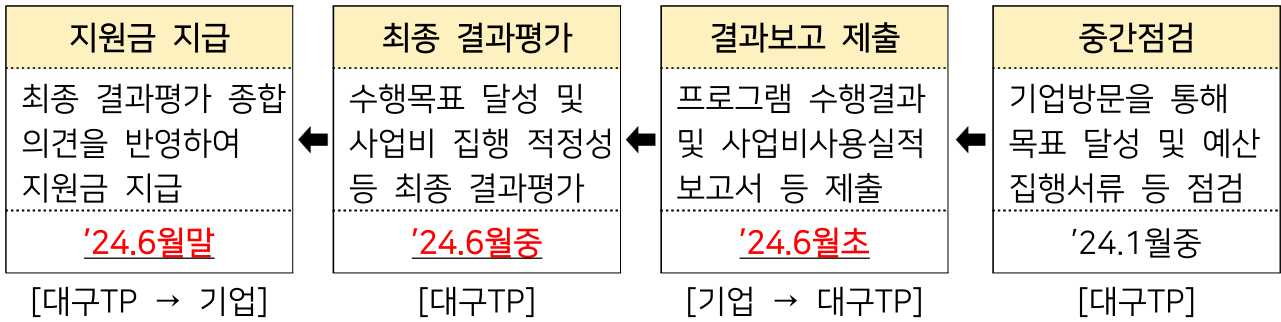 지원금 지급
최종 결과평가 종합
의견을 반영하여
지원금 지급
'24.6월말
[대구TP → 기업]
최종 결과평가
수행목표 달성 및
사업비 집행 적정성
등 최종 결과평가
'24.6월중
[대구TP]
결과보고 제출
프로그램 수행결과
및 사업비사용실적
보고서 등 제출
'24.6월초
[기업 → 대구TP]
중간점검
기업방문을 통해
목표 달성 및 예산
집행서류 등 점검
'24.1월중
[대구TP]